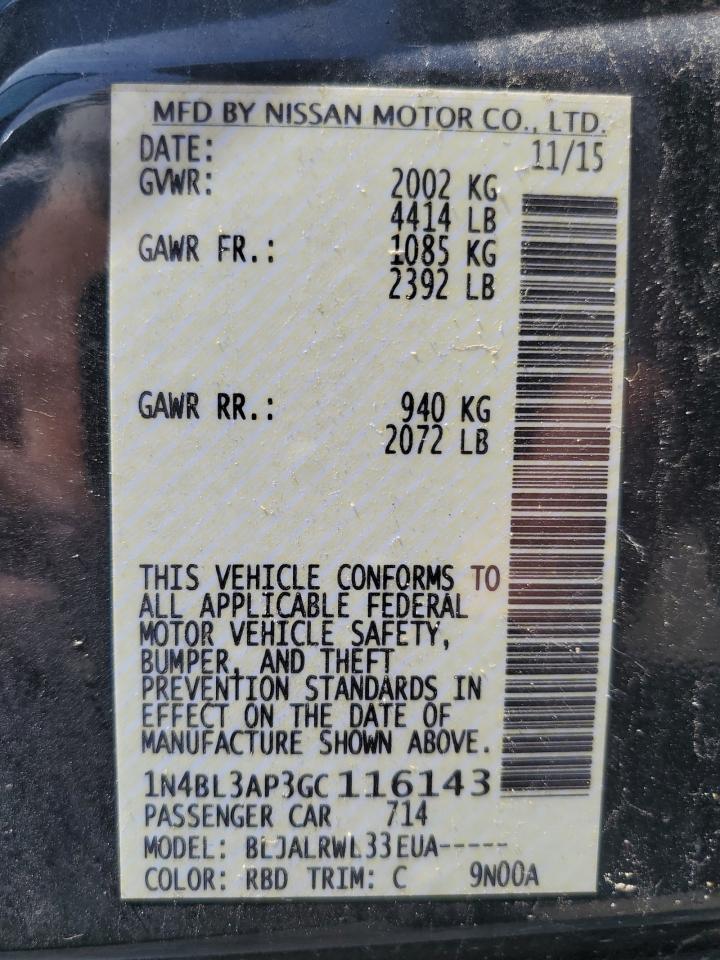 MFD BY NISSAN MOTOR CO., LTD.
DATE: 11/15
GVWR: 2002 KG
4414 LB
GAWR FR.: 1085 KG
2392 LB
GAWR RR.: 940 KG
2072 LB
THIS VEHICLE CONFORMS TO
ALL APPLICABLE FEDERAL
MOTOR VEHICLE SAFETY,
BUMPER, AND THEFT
PREVENTION STANDARDS IN
EFFECT ON THE DATE OF
MANUFACTURE SHOWN ABOVE.
1N4BL3AP3GC116143
PASSENGER CAR 714
MODEL: BLJALRWL33EUA-----
COLOR: RBD TRIM: C 9N00A